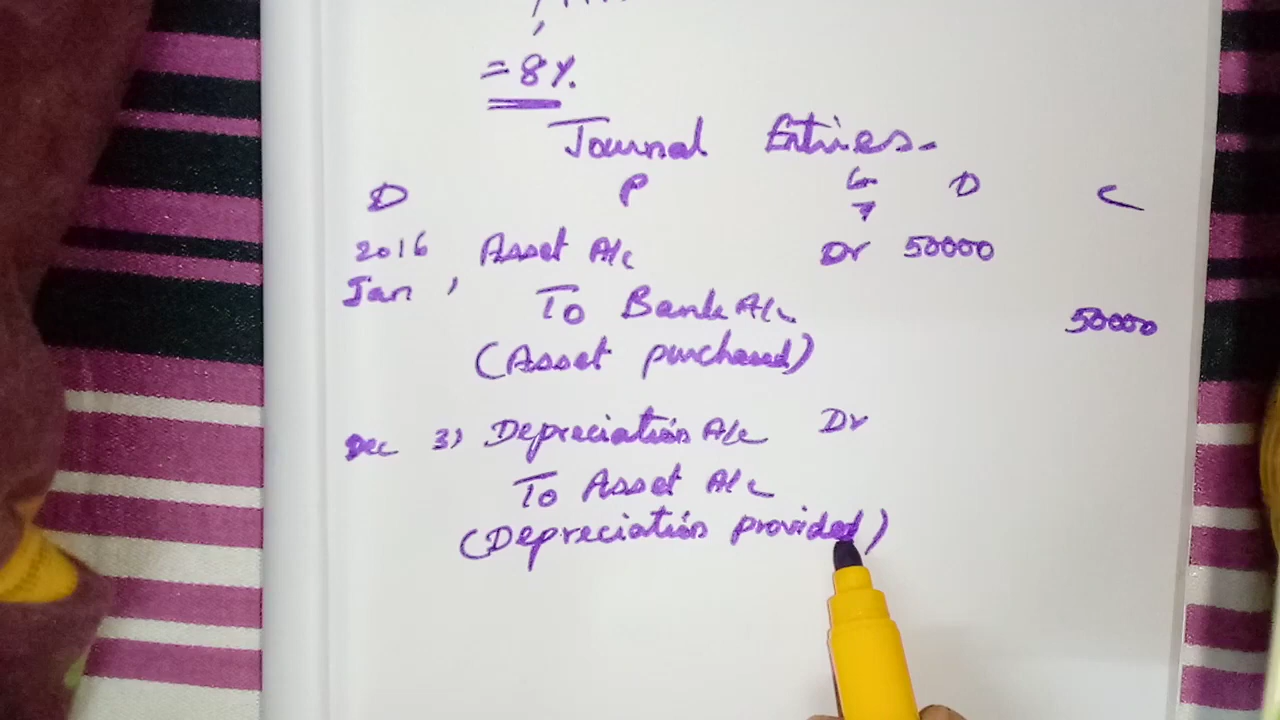 = 8%.
Journal Entries.
D P L F D C
2016 Asset A/c Dr 50000
Jan 1 To Bank A/c 50000
(Asset purchased)
Dec 31 Depreciation A/c Dr
To Asset A/c
(Depreciation provided)